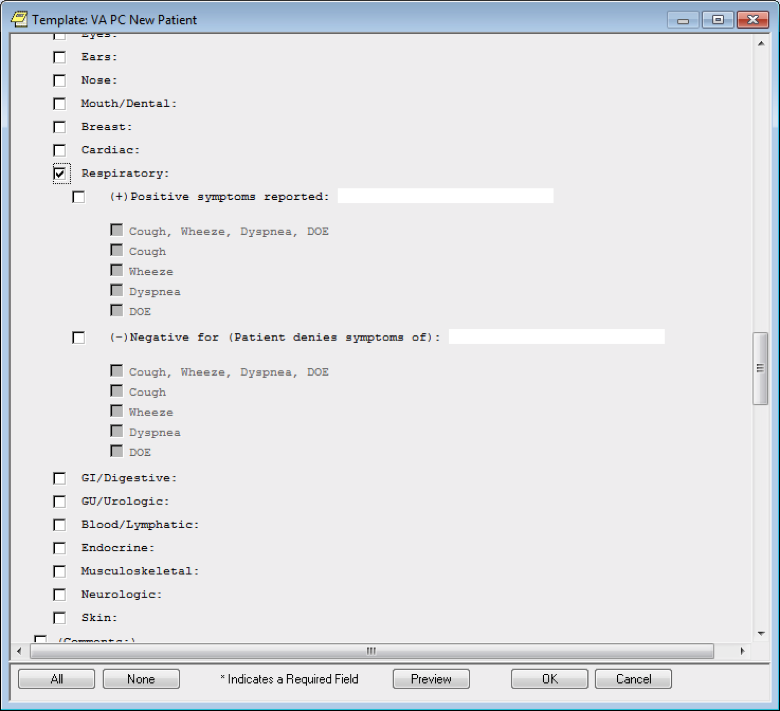 Template: VA PC New Patient
Eyes:
Ears:
Nose:
Mouth/Dental:
Breast:
Cardiac:
Respiratory:
(+)Positive symptoms reported:
Cough, Wheeze, Dyspnea, DOE
Cough
Wheeze
Dyspnea
DOE
(-)Negative for (Patient denies symptoms of):
Cough, Wheeze, Dyspnea, DOE
Cough
Wheeze
Dyspnea
DOE
GI/Digestive:
GU/Urologic:
Blood/Lymphatic:
Endocrine:
Musculoskeletal:
Neurologic:
Skin:
(Comments:)
All None * Indicates a Required Field Preview OK Cancel